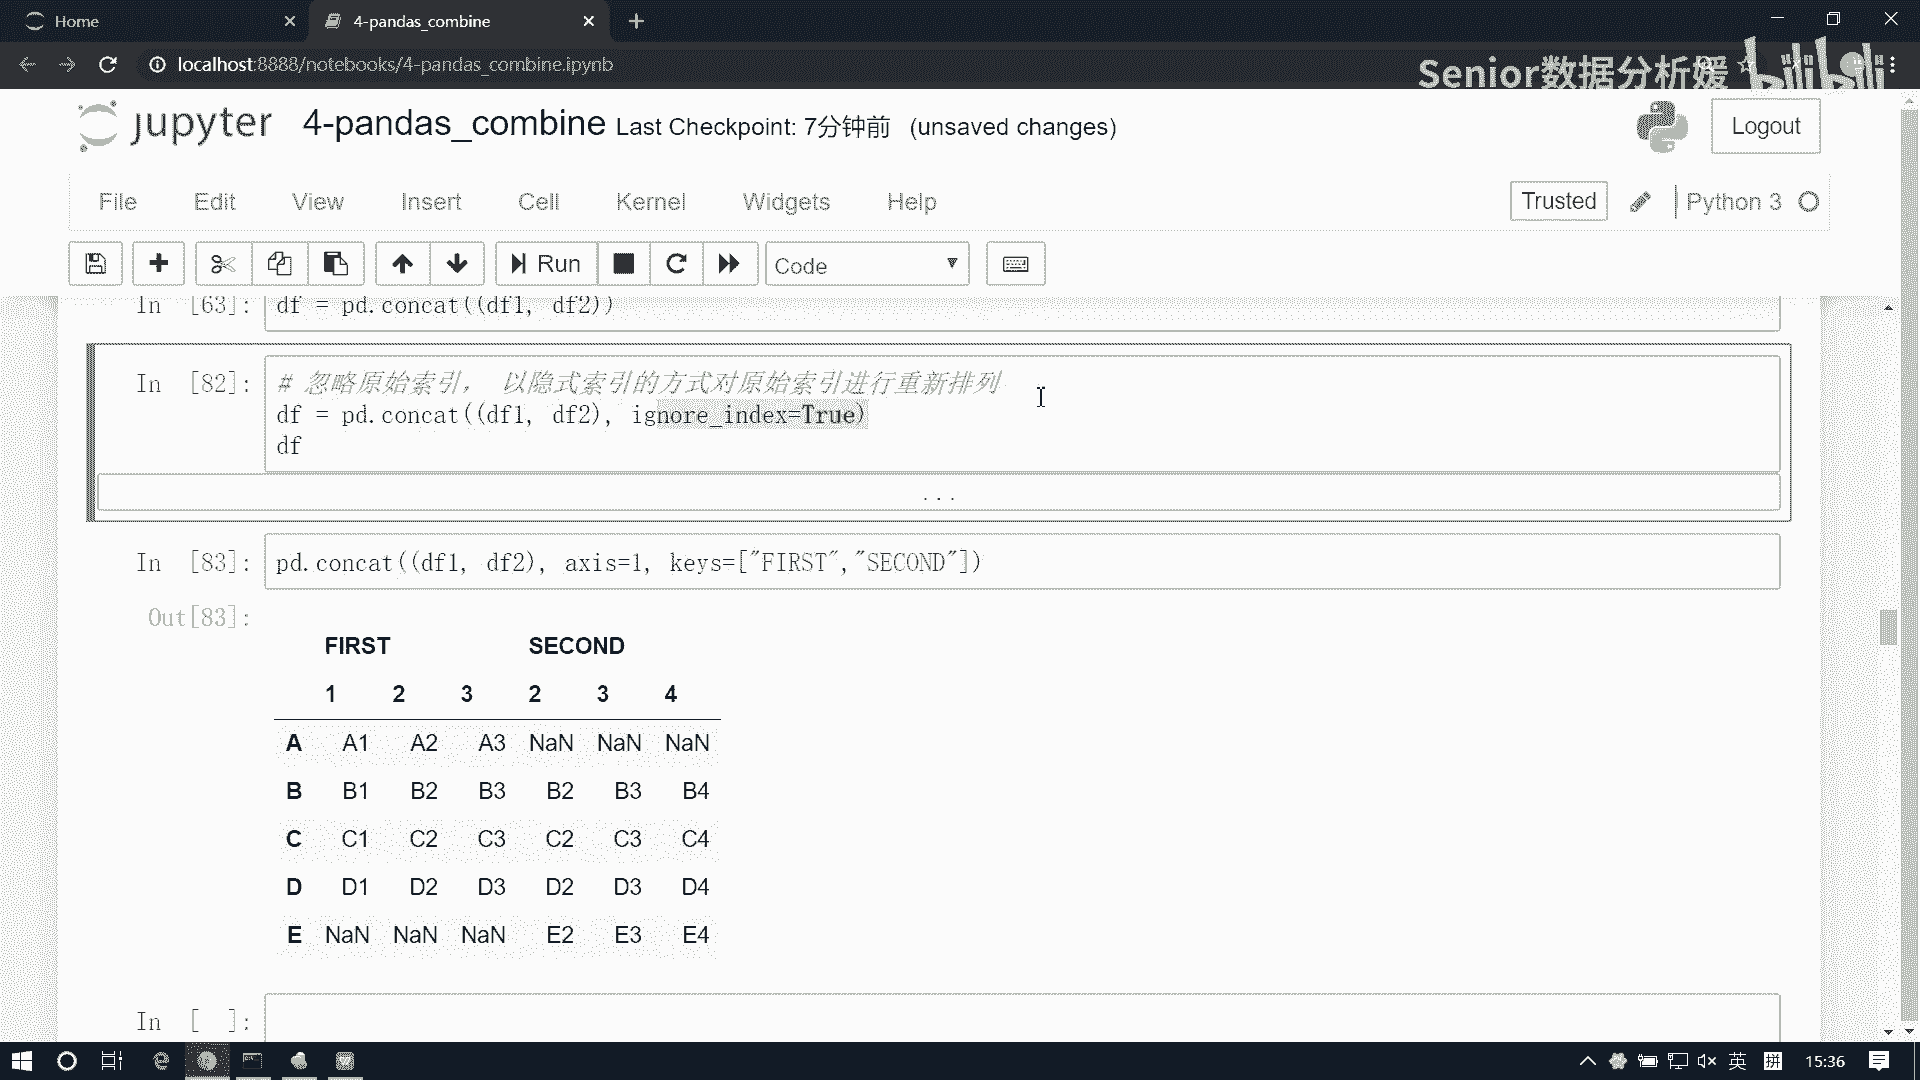 Home
4-pandas_combine
localhost:8888/notebooks/4-pandas_combine.ipynb
Senior数据分析媛
bilibili
jupyter 4-pandas_combine Last Checkpoint: 7分钟前 (unsaved changes)
Logout
File Edit View Insert Cell Kernel Widgets Help
Trusted Python 3
Run Code
In [63]: df = pd.concat((df1, df2))
In [82]: # 忽略原始索引， 以隐式索引的方式对原始索引进行重新排列
df = pd.concat((df1, df2), ignore_index=True)
df
...
In [83]: pd.concat((df1, df2), axis=1, keys=["FIRST","SECOND"])
Out[83]:
FIRST SECOND
1 2 3 2 3 4
A A1 A2 A3 NaN NaN NaN
B B1 B2 B3 B2 B3 B4
C C1 C2 C3 C2 C3 C4
D D1 D2 D3 D2 D3 D4
E NaN NaN NaN E2 E3 E4
In [ ]:
英 拼 15:36